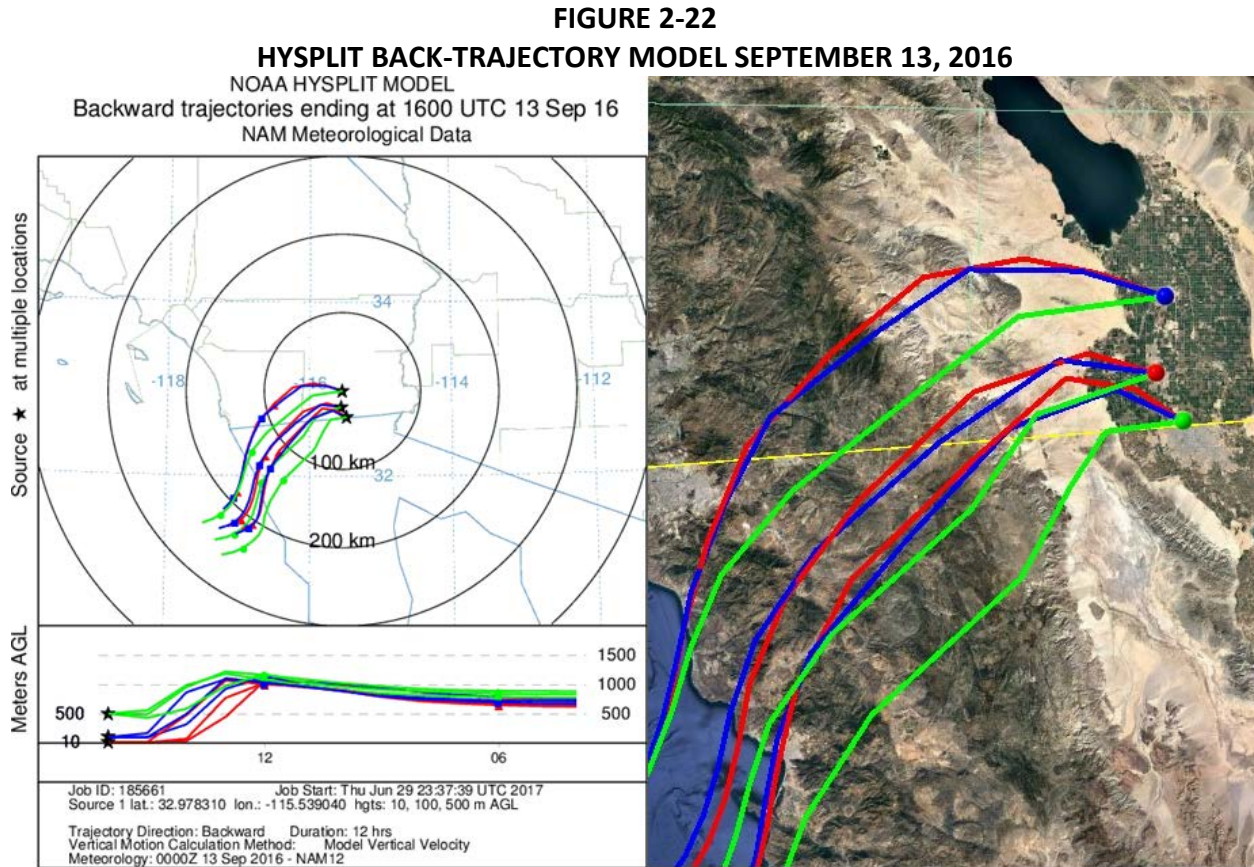 FIGURE 2-22
HYSPLIT BACK-TRAJECTORY MODEL SEPTEMBER 13, 2016
NOAA HYSPLIT MODEL
Backward trajectories ending at 1600 UTC 13 Sep 16
NAM Meteorological Data
Source ★ at multiple locations
34
-118
-116
-114
-112
100 km
32
200 km
Meters AGL
1500
1000
500
500
10
12
06
Job ID: 185661 Job Start: Thu Jun 29 23:37:39 UTC 2017
Source 1 lat.: 32.978310 lon.: -115.539040 hgts: 10, 100, 500 m AGL
Trajectory Direction: Backward Duration: 12 hrs
Vertical Motion Calculation Method: Model Vertical Velocity
Meteorology: 0000Z 13 Sep 2016 - NAM12